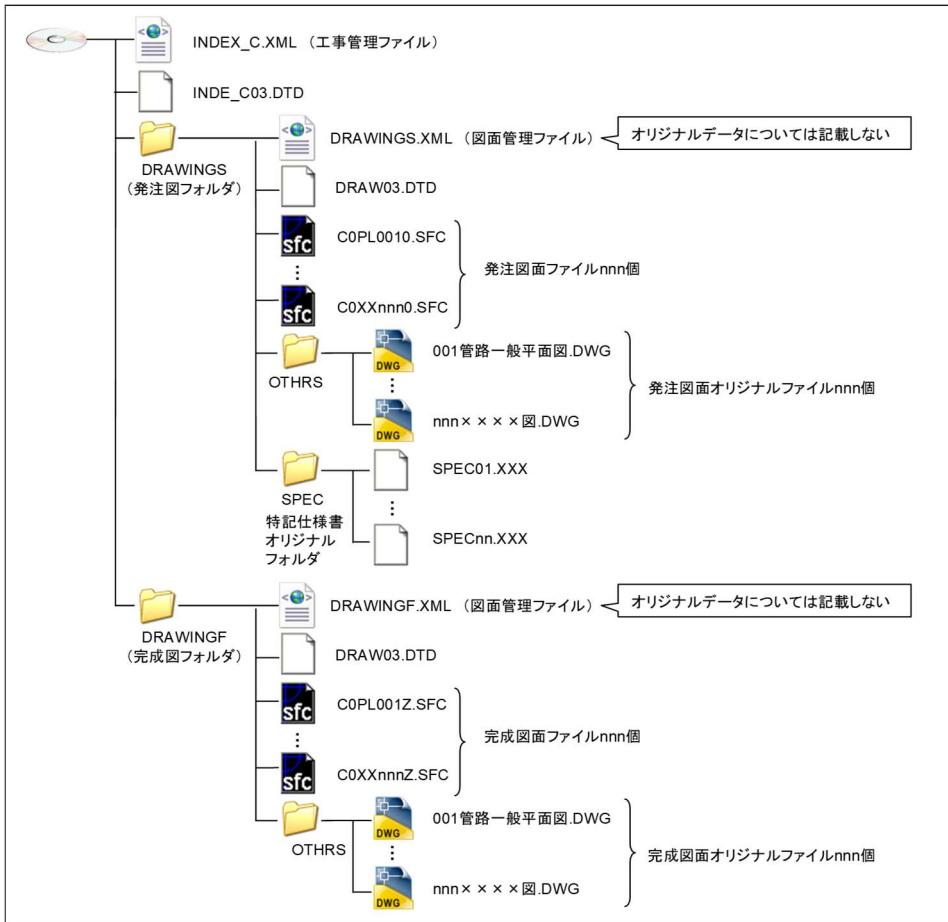 INDEX_C.XML （工事管理ファイル）
INDE_C03.DTD
DRAWINGS
（発注図フォルダ）
DRAWINGS.XML （図面管理ファイル）
オリジナルデータについては記載しない
DRAW03.DTD
sfc
C0PL0010.SFC
⋮
sfc
C0XXnnn0.SFC
発注図面ファイルnnn個
OTHRS
DWG
001管路一般平面図.DWG
⋮
DWG
nnn××××図.DWG
発注図面オリジナルファイルnnn個
SPEC
特記仕様書
オリジナル
フォルダ
SPEC01.XXX
⋮
SPECnn.XXX
DRAWINGF
（完成図フォルダ）
DRAWINGF.XML （図面管理ファイル）
オリジナルデータについては記載しない
DRAW03.DTD
sfc
C0PL001Z.SFC
⋮
sfc
C0XXnnnZ.SFC
完成図面ファイルnnn個
OTHRS
DWG
001管路一般平面図.DWG
⋮
DWG
nnn××××図.DWG
完成図面オリジナルファイルnnn個